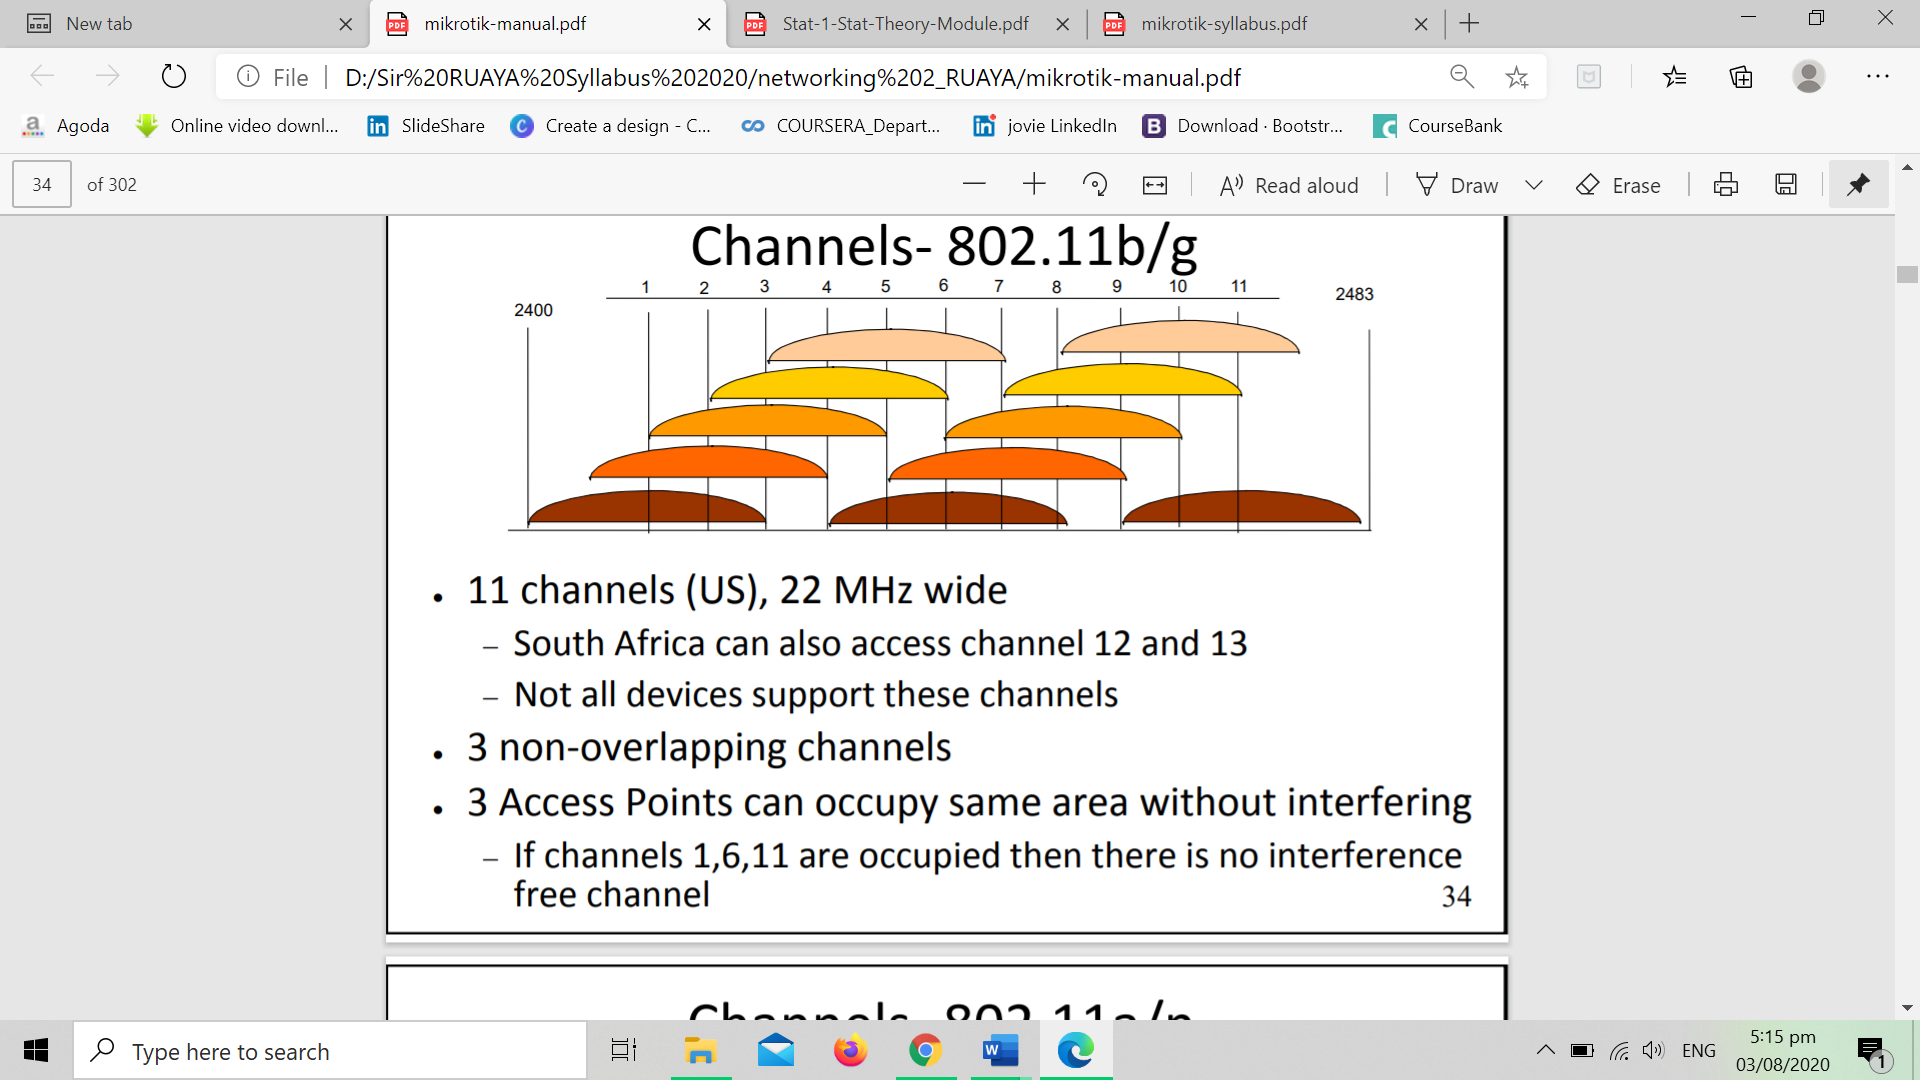 New tab
mikrotik-manual.pdf
Stat-1-Stat-Theory-Module.pdf
mikrotik-syllabus.pdf
File
D:/Sir%20RUAYA%20Syllabus%202020/networking%202_RUAYA/mikrotik-manual.pdf
Agoda
Online video downl...
SlideShare
Create a design - C...
COURSERA_Depart...
jovie LinkedIn
Download · Bootstr...
CourseBank
34
of 302
Read aloud
Draw
Erase
Channels- 802.11b/g
1 2 3 4 5 6 7 8 9 10 11
2400
2483
• 11 channels (US), 22 MHz wide
– South Africa can also access channel 12 and 13
– Not all devices support these channels
• 3 non-overlapping channels
• 3 Access Points can occupy same area without interfering
– If channels 1,6,11 are occupied then there is no interference
free channel
34
Channels- 802.11a/n
Type here to search
ENG
5:15 pm
03/08/2020
1